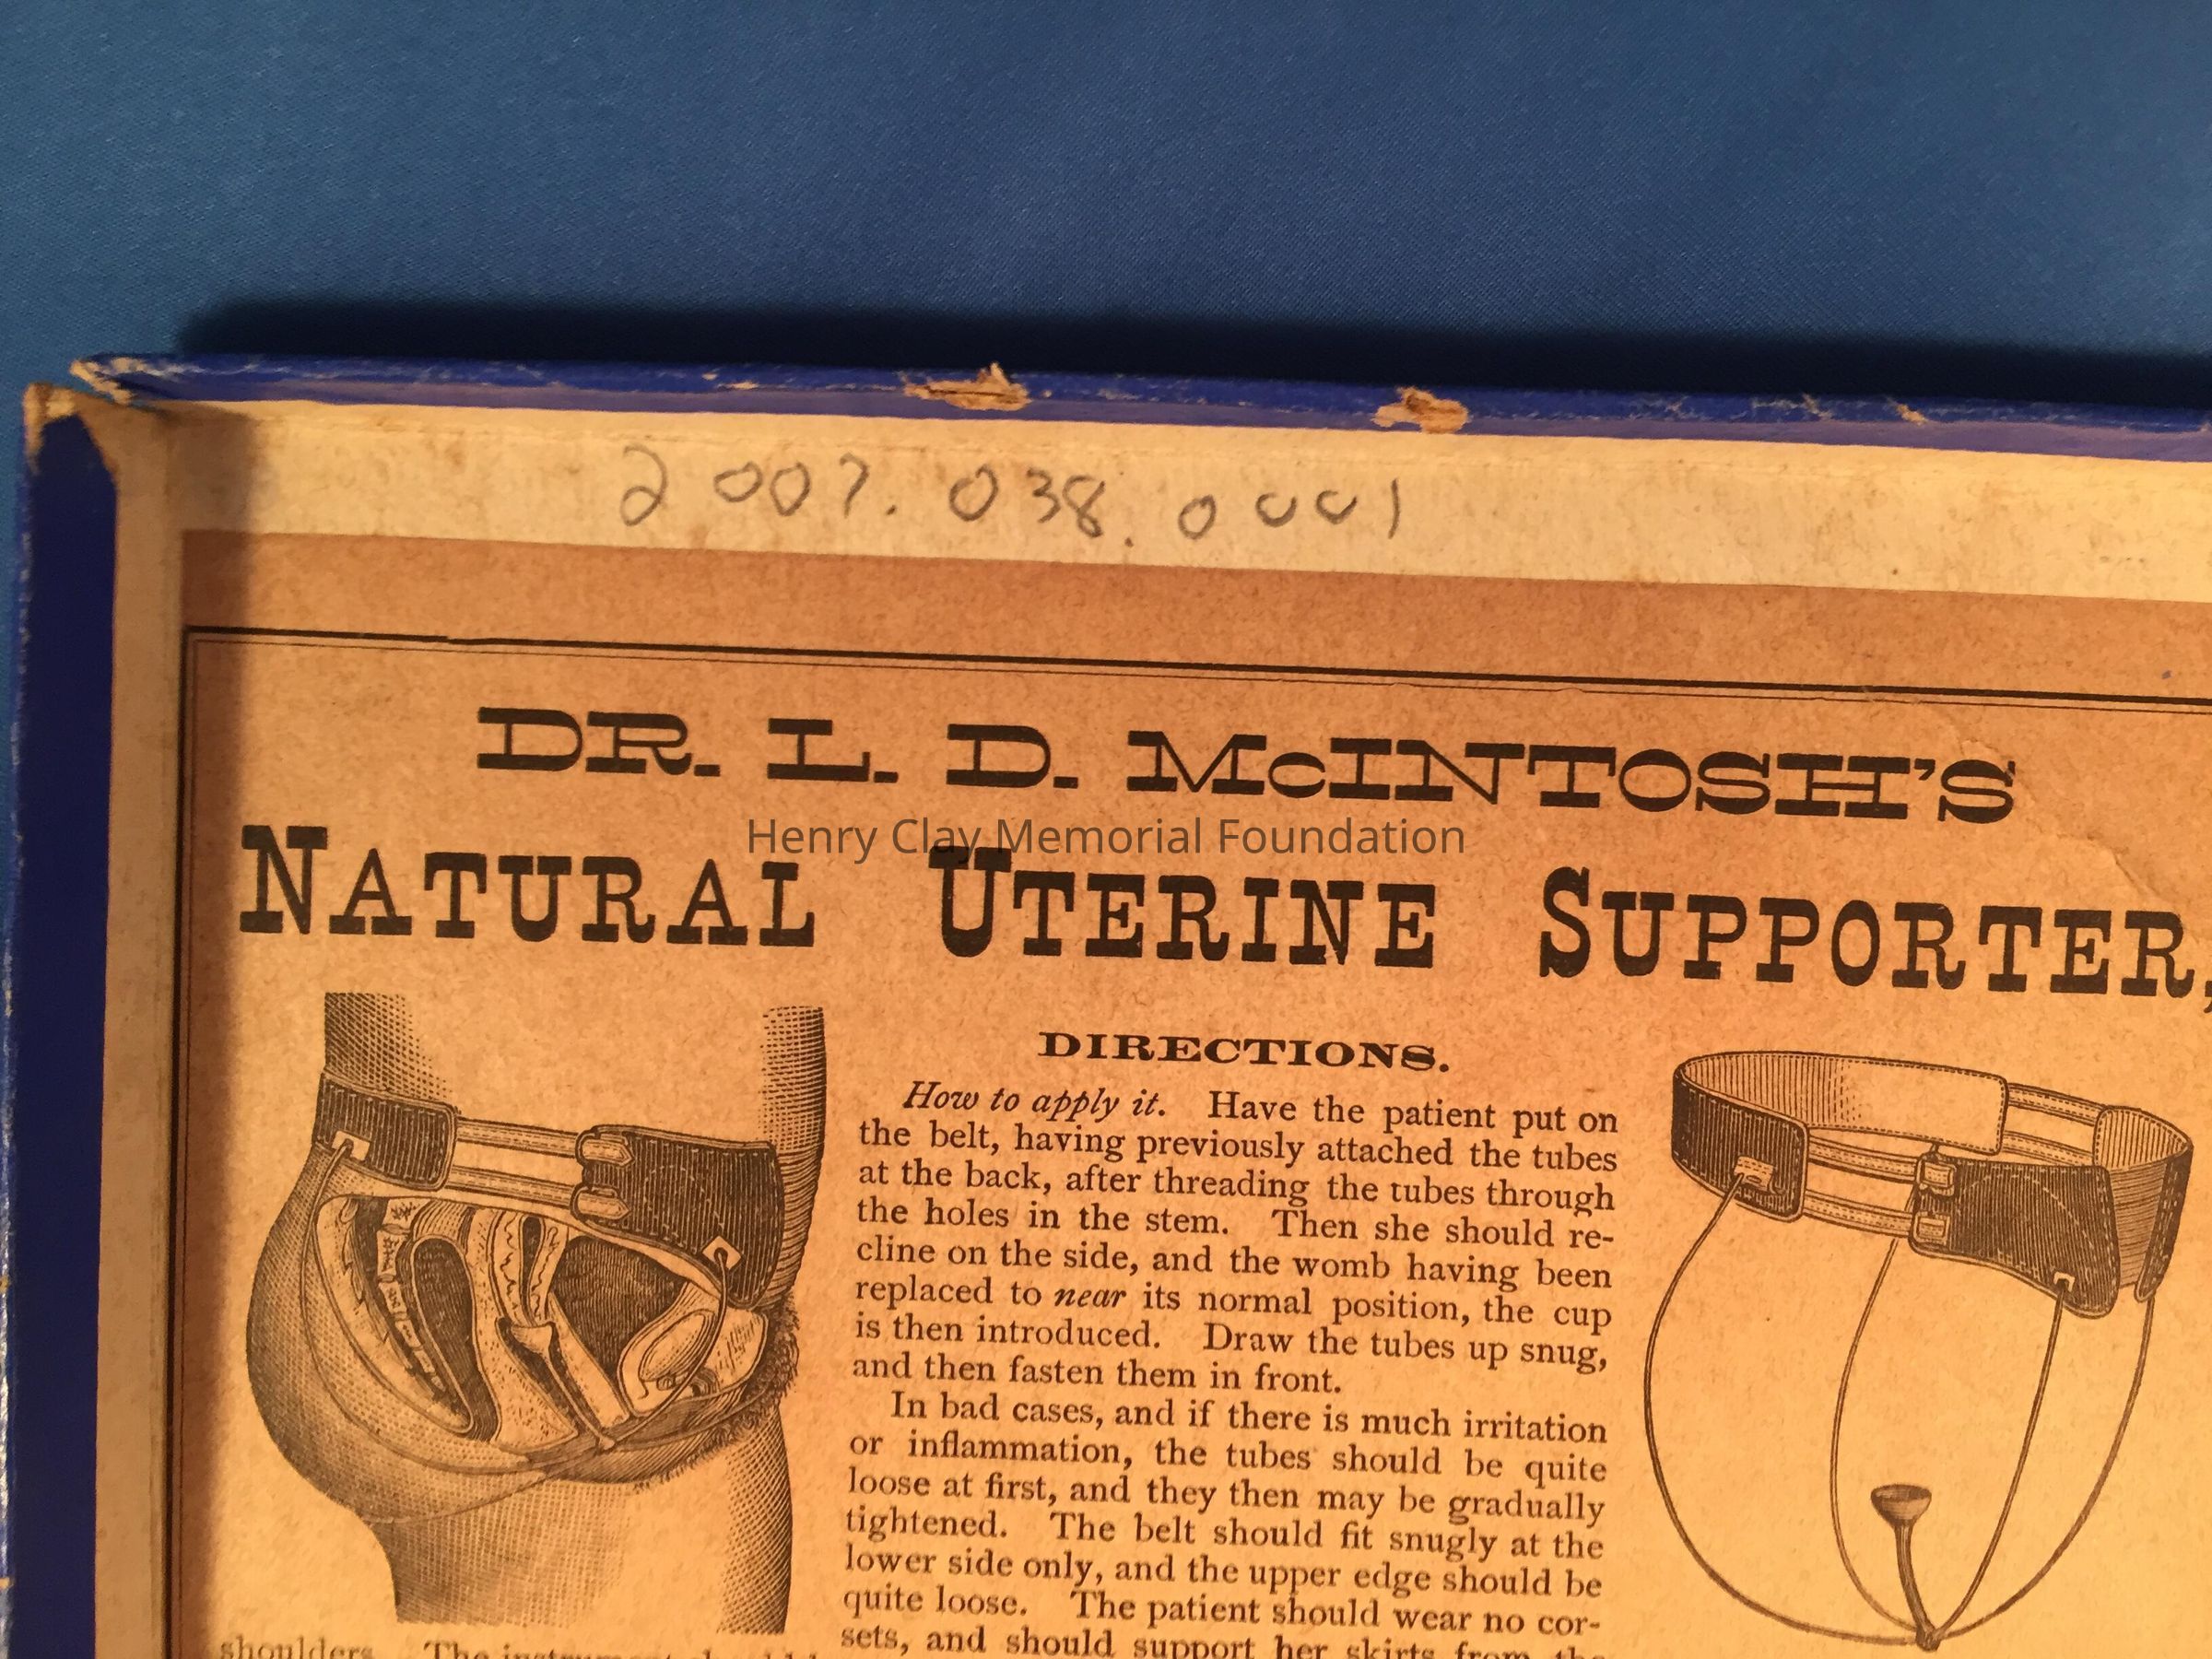 2007.038.0001
DR. L. D. McINTOSH'S
Henry Clay Memorial Foundation
NATURAL UTERINE SUPPORTER,
DIRECTIONS.
How to apply it. Have the patient put on
the belt, having previously attached the tubes
at the back, after threading the tubes through
the holes in the stem. Then she should re-
cline on the side, and the womb having been
replaced to near its normal position, the cup
is then introduced. Draw the tubes up snug,
and then fasten them in front.
In bad cases, and if there is much irritation
or inflammation, the tubes should be quite
loose at first, and they then may be gradually
tightened. The belt should fit snugly at the
lower side only, and the upper edge should be
quite loose. The patient should wear no cor-
sets, and should support her skirts from the
shoulders. The instrument should